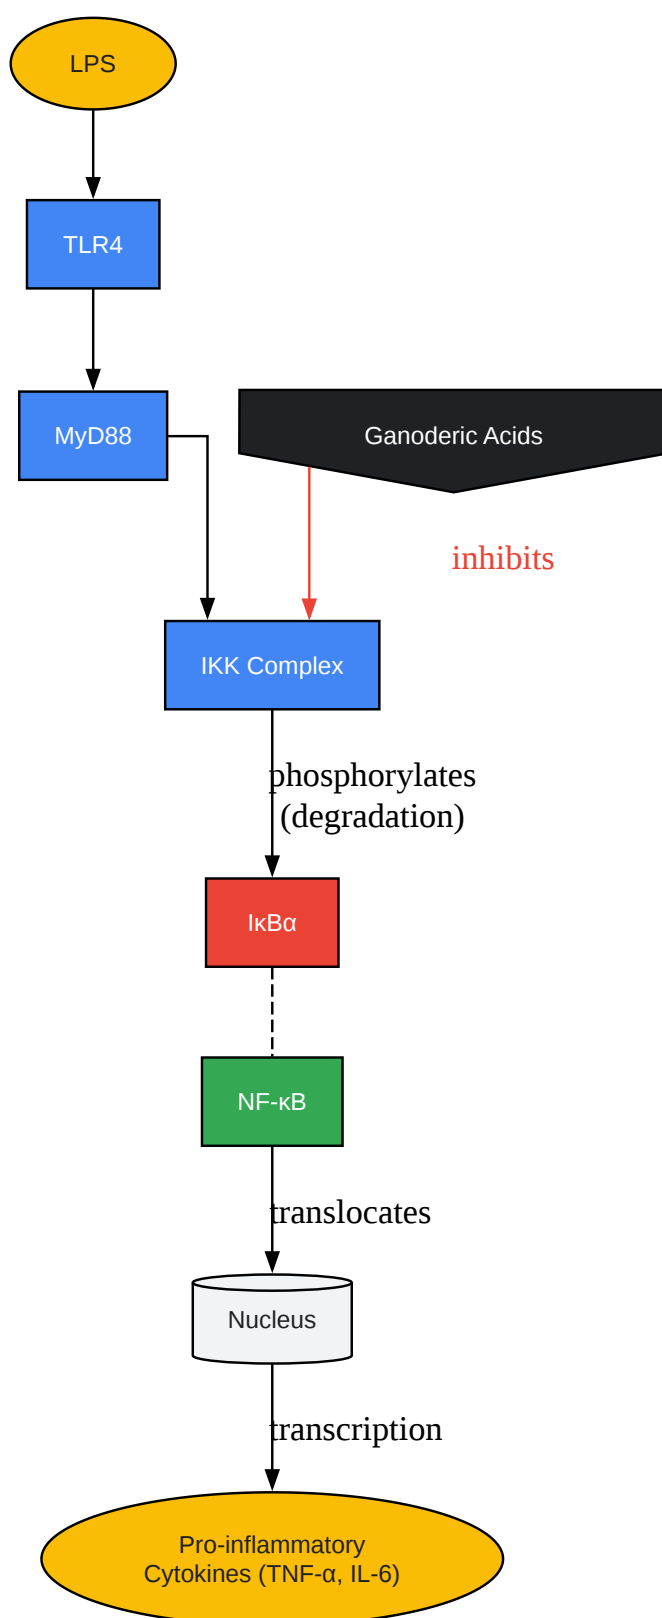 LPS
TLR4
MyD88
Ganoderic Acids
inhibits
IKK Complex
phosphorylates
(degradation)
IκBα
NF-κB
translocates
Nucleus
transcription
Pro-inflammatory
Cytokines (TNF-α, IL-6)